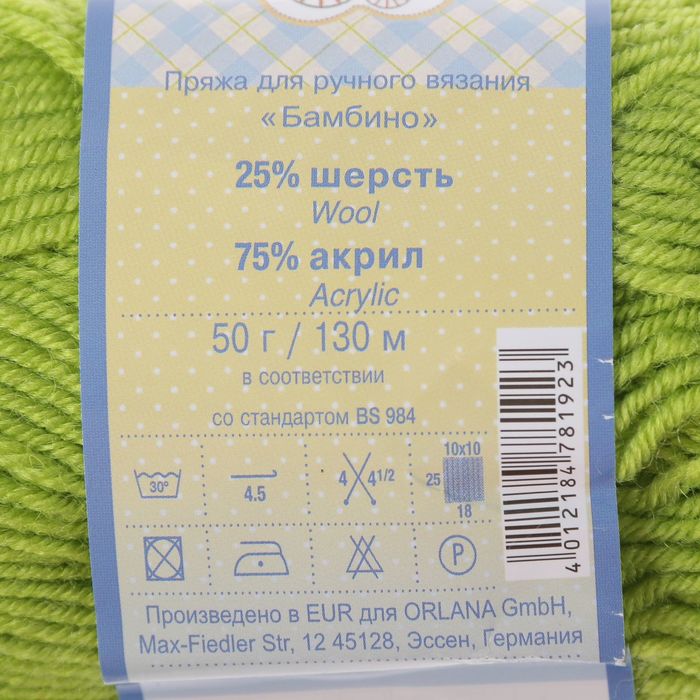 Пряжа для ручного вязания
«Бамбино»
25% шерсть
Wool
75% акрил
Acrylic
50 г / 130 м
в соответствии
со стандартом BS 984
30°
4.5
4 4 1/2
10x10
25
18
P
4 012184 781923
Произведено в EUR для ORLANA GmbH,
Max-Fiedler Str, 12 45128, Эссен, Германия